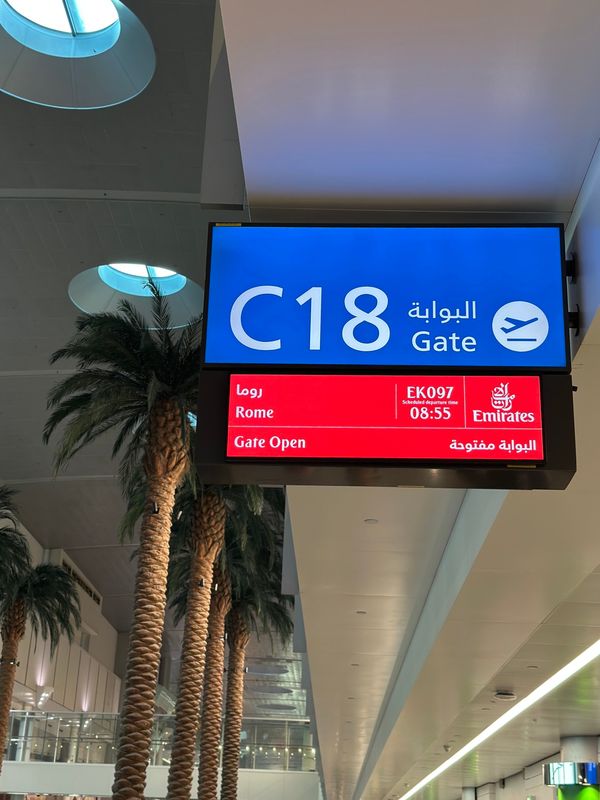 C18
البوابة
Gate
روما
Rome
EK097
Scheduled departure time
08:55
Emirates
Gate Open
البوابة مفتوحة